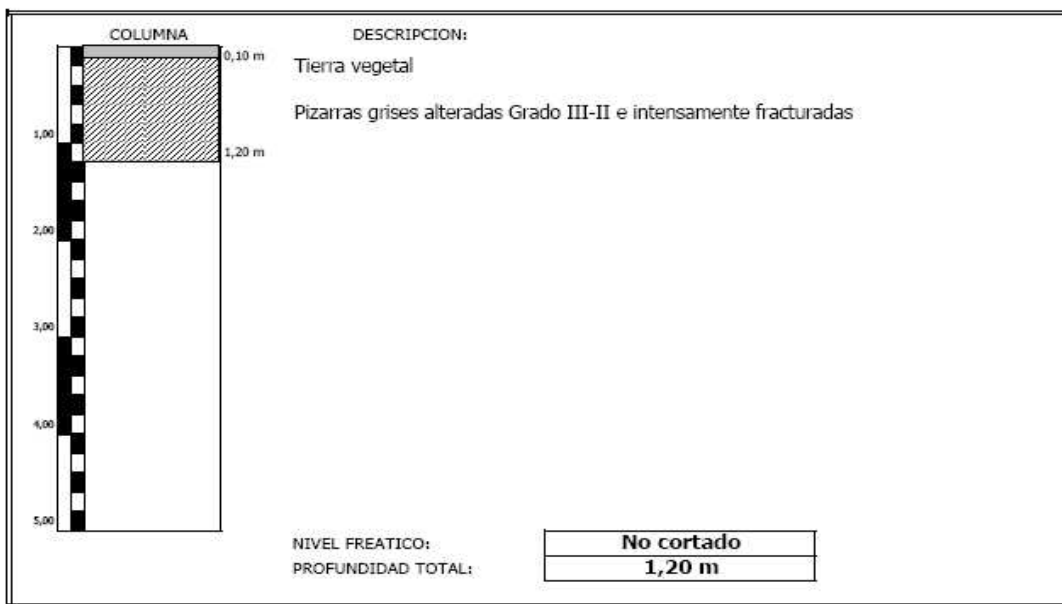 COLUMNA
DESCRIPCION:
0,10 m
Tierra vegetal
Pizarras grises alteradas Grado III-II e intensamente fracturadas
1,00
1,20 m
2,00
3,00
4,00
5,00
NIVEL FREATICO: No cortado
PROFUNDIDAD TOTAL: 1,20 m